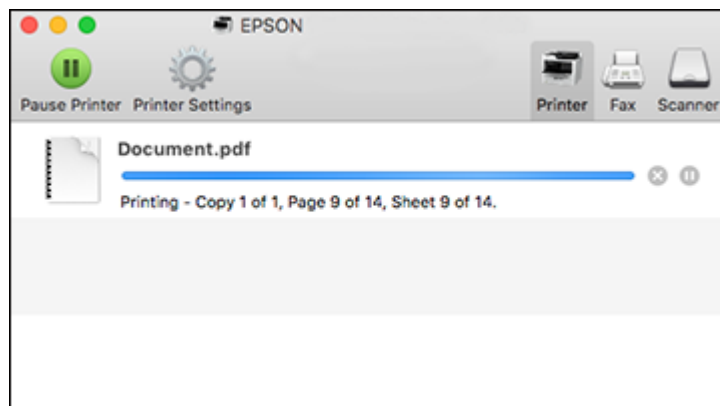 EPSON
Pause Printer Printer Settings Printer Fax Scanner
Document.pdf
Printing - Copy 1 of 1, Page 9 of 14, Sheet 9 of 14.